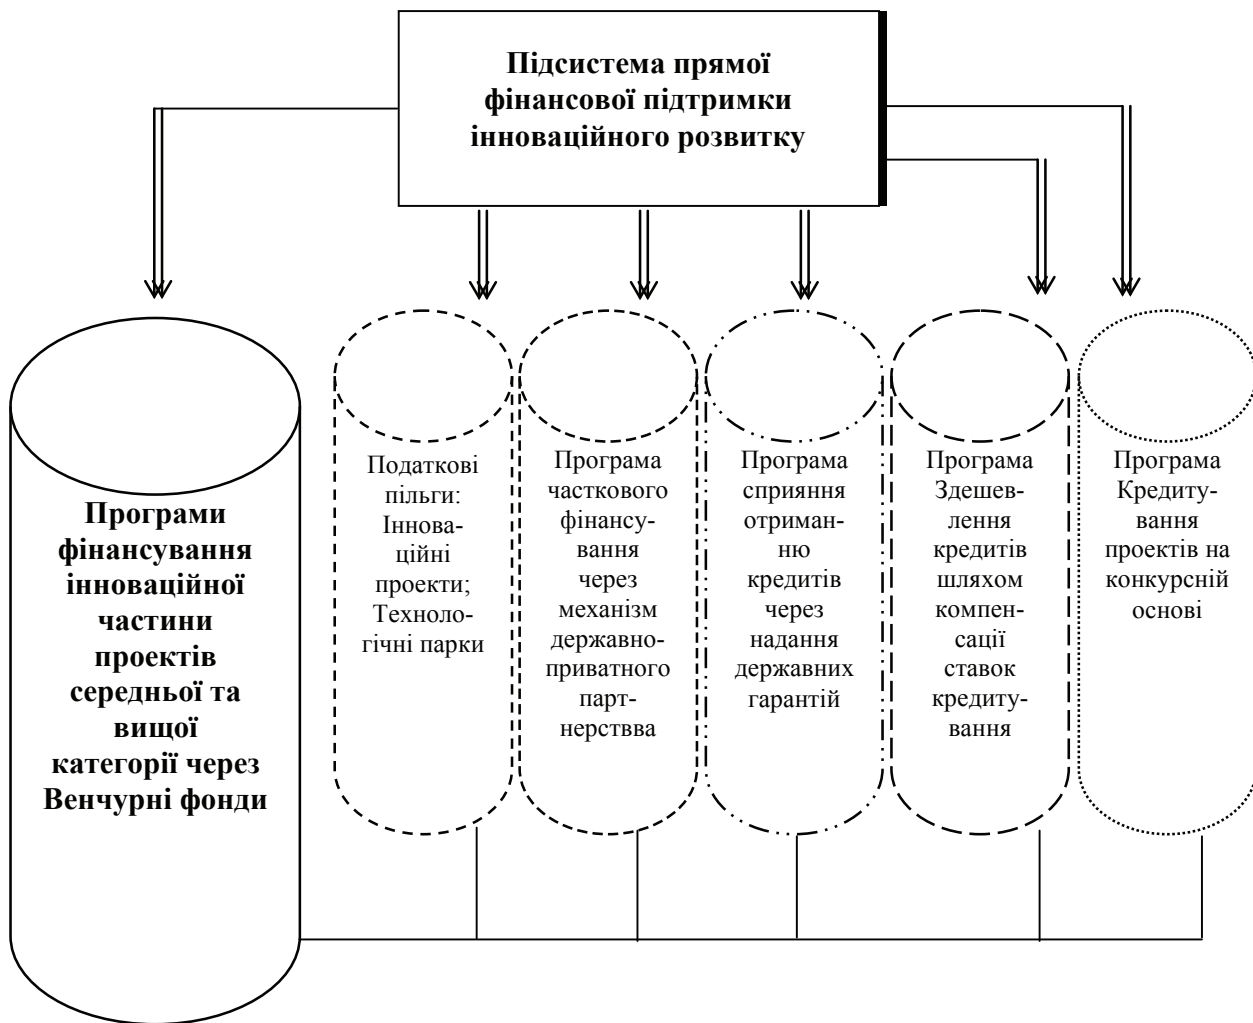 Підсистема прямої
фінансової підтримки
інноваційного розвитку
Програми
фінансування
інноваційної
частини
проектів
середньої та
вищої
категорії через
Венчурні фонди
Податкові
пільги:
Іннова-
ційні
проекти;
Техноло-
гічні парки
Програма
часткового
фінансу-
вання
через
механізм
державно-
приватного
парт-
нерствва
Програма
сприяння
отриман-
ню
кредитів
через
надання
державних
гарантій
Програма
Здешев-
лення
кредитів
шляхом
компен-
сації
ставок
кредиту-
вання
Програма
Кредиту-
вання
проектів на
конкурсній
основі